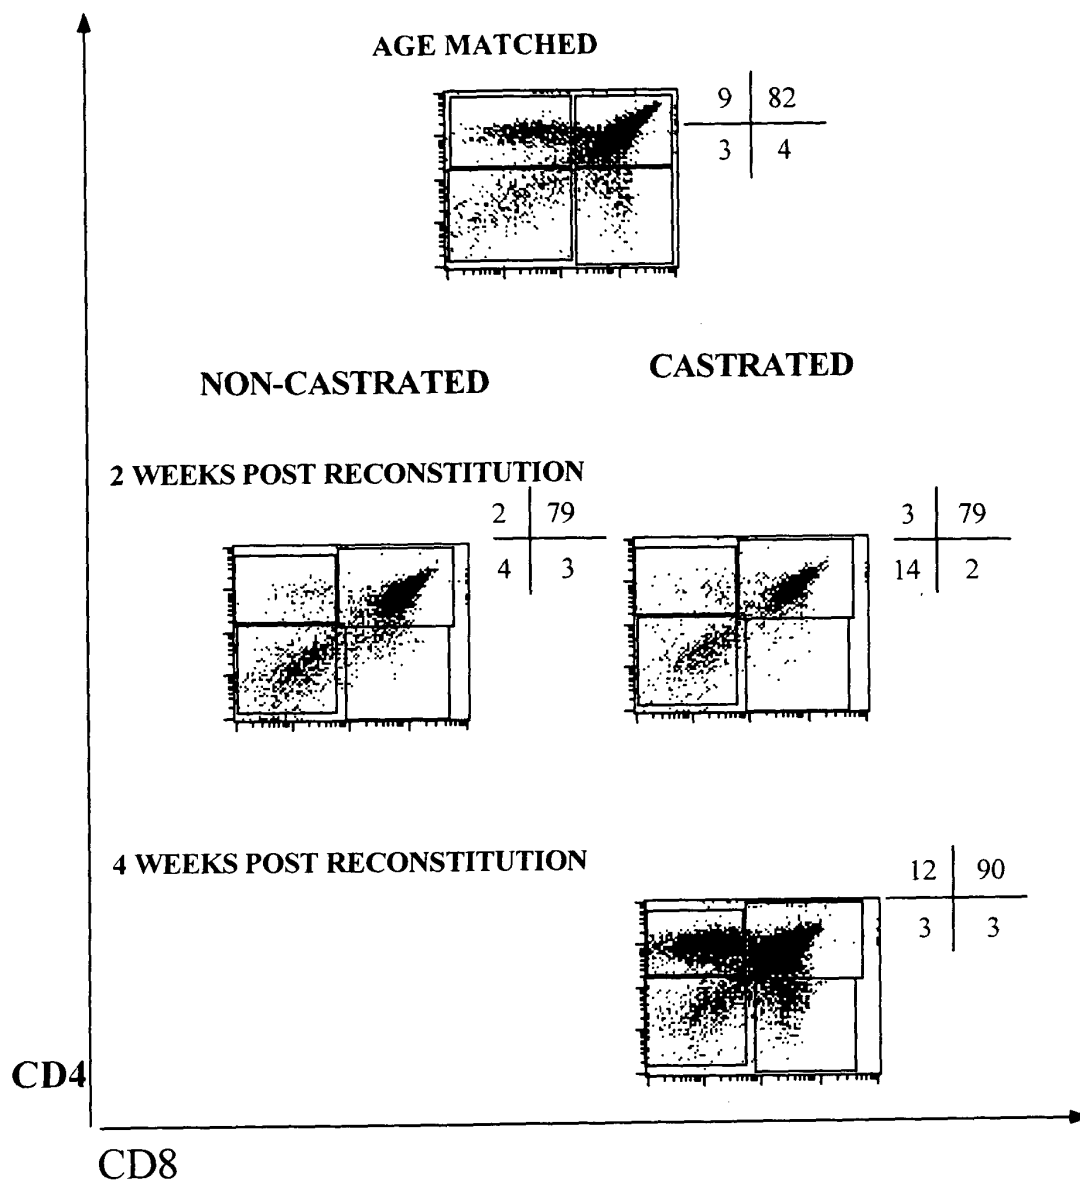 AGE MATCHED
9 82
3 4
NON-CASTRATED CASTRATED
2 WEEKS POST RECONSTITUTION
2 79 3 79
4 3 14 2
4 WEEKS POST RECONSTITUTION
12 90
3 3
CD4
CD8